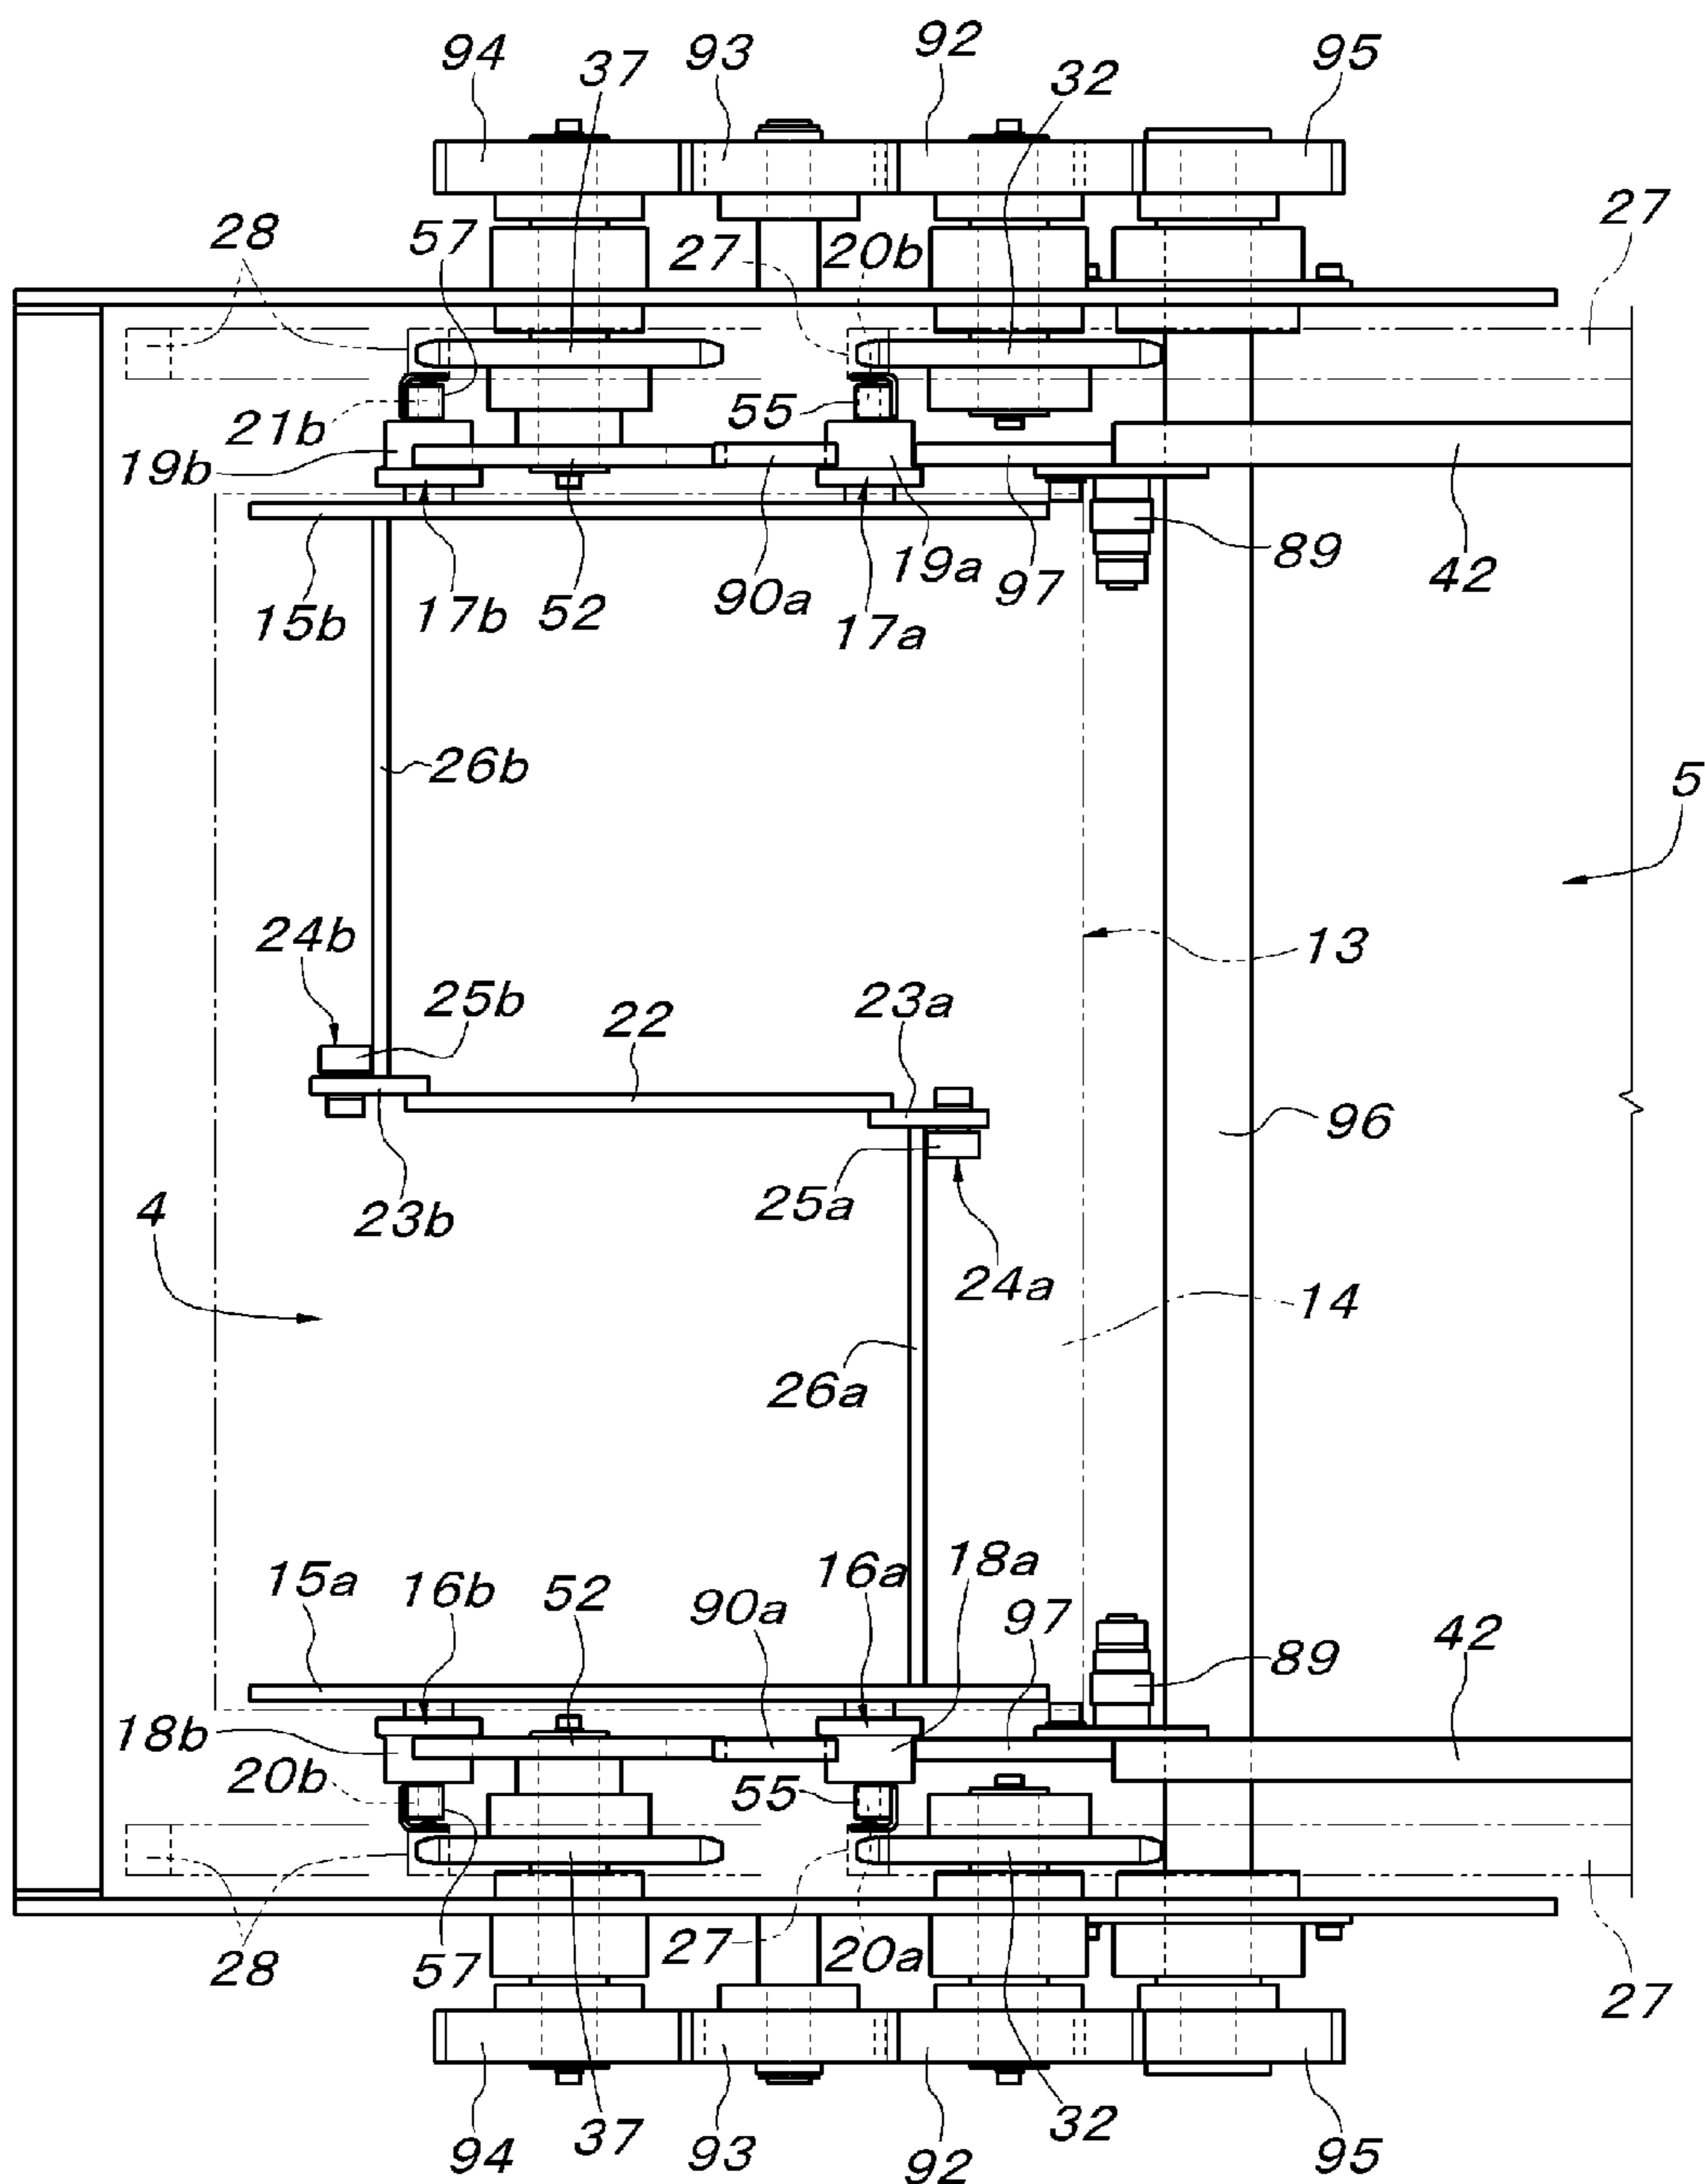 94 37 93 92 32 95
28 57 27 20b 27
21b 55
19b 42
15b 17b 52 90a 19a 17a 97 89
26b
5
24b 13
25b 22 23a
96
4 23b 25a
24a 14
26a
15a 16b 52 90a 16a 18a 97 42
89
18b
20b 55
28 57 27 20a 27
94 37 93 92 32 95